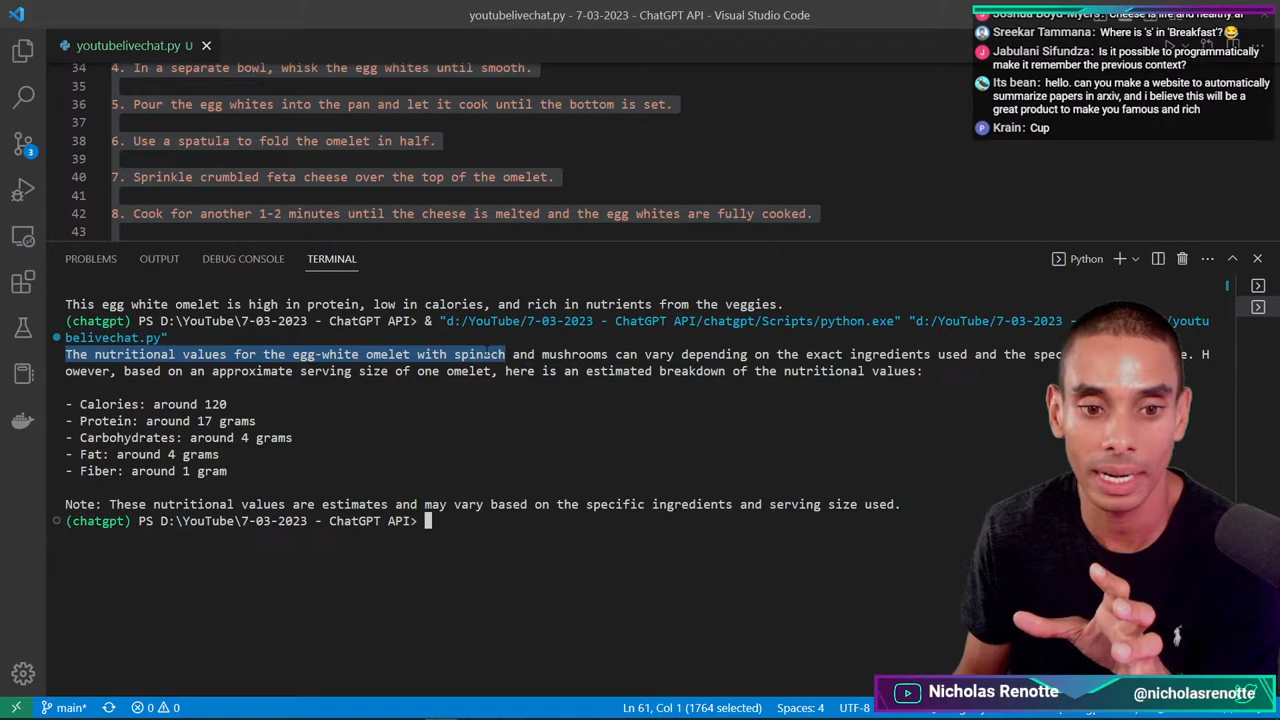 youtubelivechat.py - 7-03-2023 - ChatGPT API - Visual Studio Code
youtubelivechat.py U
34 4. In a separate bowl, whisk the egg whites until smooth.
35
36 5. Pour the egg whites into the pan and let it cook until the bottom is set.
37
38 6. Use a spatula to fold the omelet in half.
39
40 7. Sprinkle crumbled feta cheese over the top of the omelet.
41
42 8. Cook for another 1-2 minutes until the cheese is melted and the egg whites are fully cooked.
43
Joshua Boyd-Myers: Cheese is life and healthy af
Sreekar Tammana: Where is 's' in 'Breakfast'?😂
Jabulani Sifundza: Is it possible to programmatically
make it remember the previous context?
Its bean: hello. can you make a website to automatically
summarize papers in arxiv, and i believe this will be a
great product to make you famous and rich
Krain: Cup
3
PROBLEMS OUTPUT DEBUG CONSOLE TERMINAL
Python
This egg white omelet is high in protein, low in calories, and rich in nutrients from the veggies.
(chatgpt) PS D:\YouTube\7-03-2023 - ChatGPT API> & "d:/YouTube/7-03-2023 - ChatGPT API/chatgpt/Scripts/python.exe" "d:/YouTube/7-03-2023 - /youtu
belivechat.py"
The nutritional values for the egg-white omelet with spinach and mushrooms can vary depending on the exact ingredients used and the spec e. H
owever, based on an approximate serving size of one omelet, here is an estimated breakdown of the nutritional values:
- Calories: around 120
- Protein: around 17 grams
- Carbohydrates: around 4 grams
- Fat: around 4 grams
- Fiber: around 1 gram
Note: These nutritional values are estimates and may vary based on the specific ingredients and serving size used.
(chatgpt) PS D:\YouTube\7-03-2023 - ChatGPT API>
Nicholas Renotte
@nicholasrenotte
main* 0 0
Ln 61, Col 1 (1764 selected) Spaces: 4 UTF-8